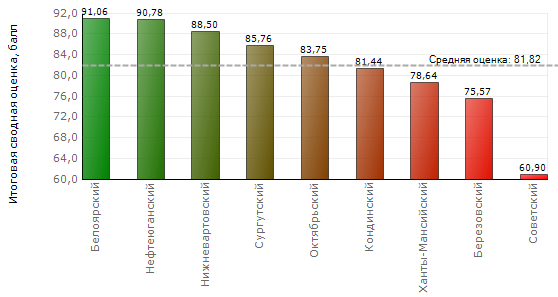 Итоговая сводная оценка, балл
92,0
88,0
84,0
80,0
76,0
72,0
68,0
64,0
60,0
91,06
90,78
88,50
85,76
83,75
81,44
78,64
75,57
60,90
Средняя оценка: 81,82
Белоярский
Нефтеюганский
Нижневартовский
Сургутский
Октябрьский
Кондинский
Ханты-Мансийский
Березовский
Советский